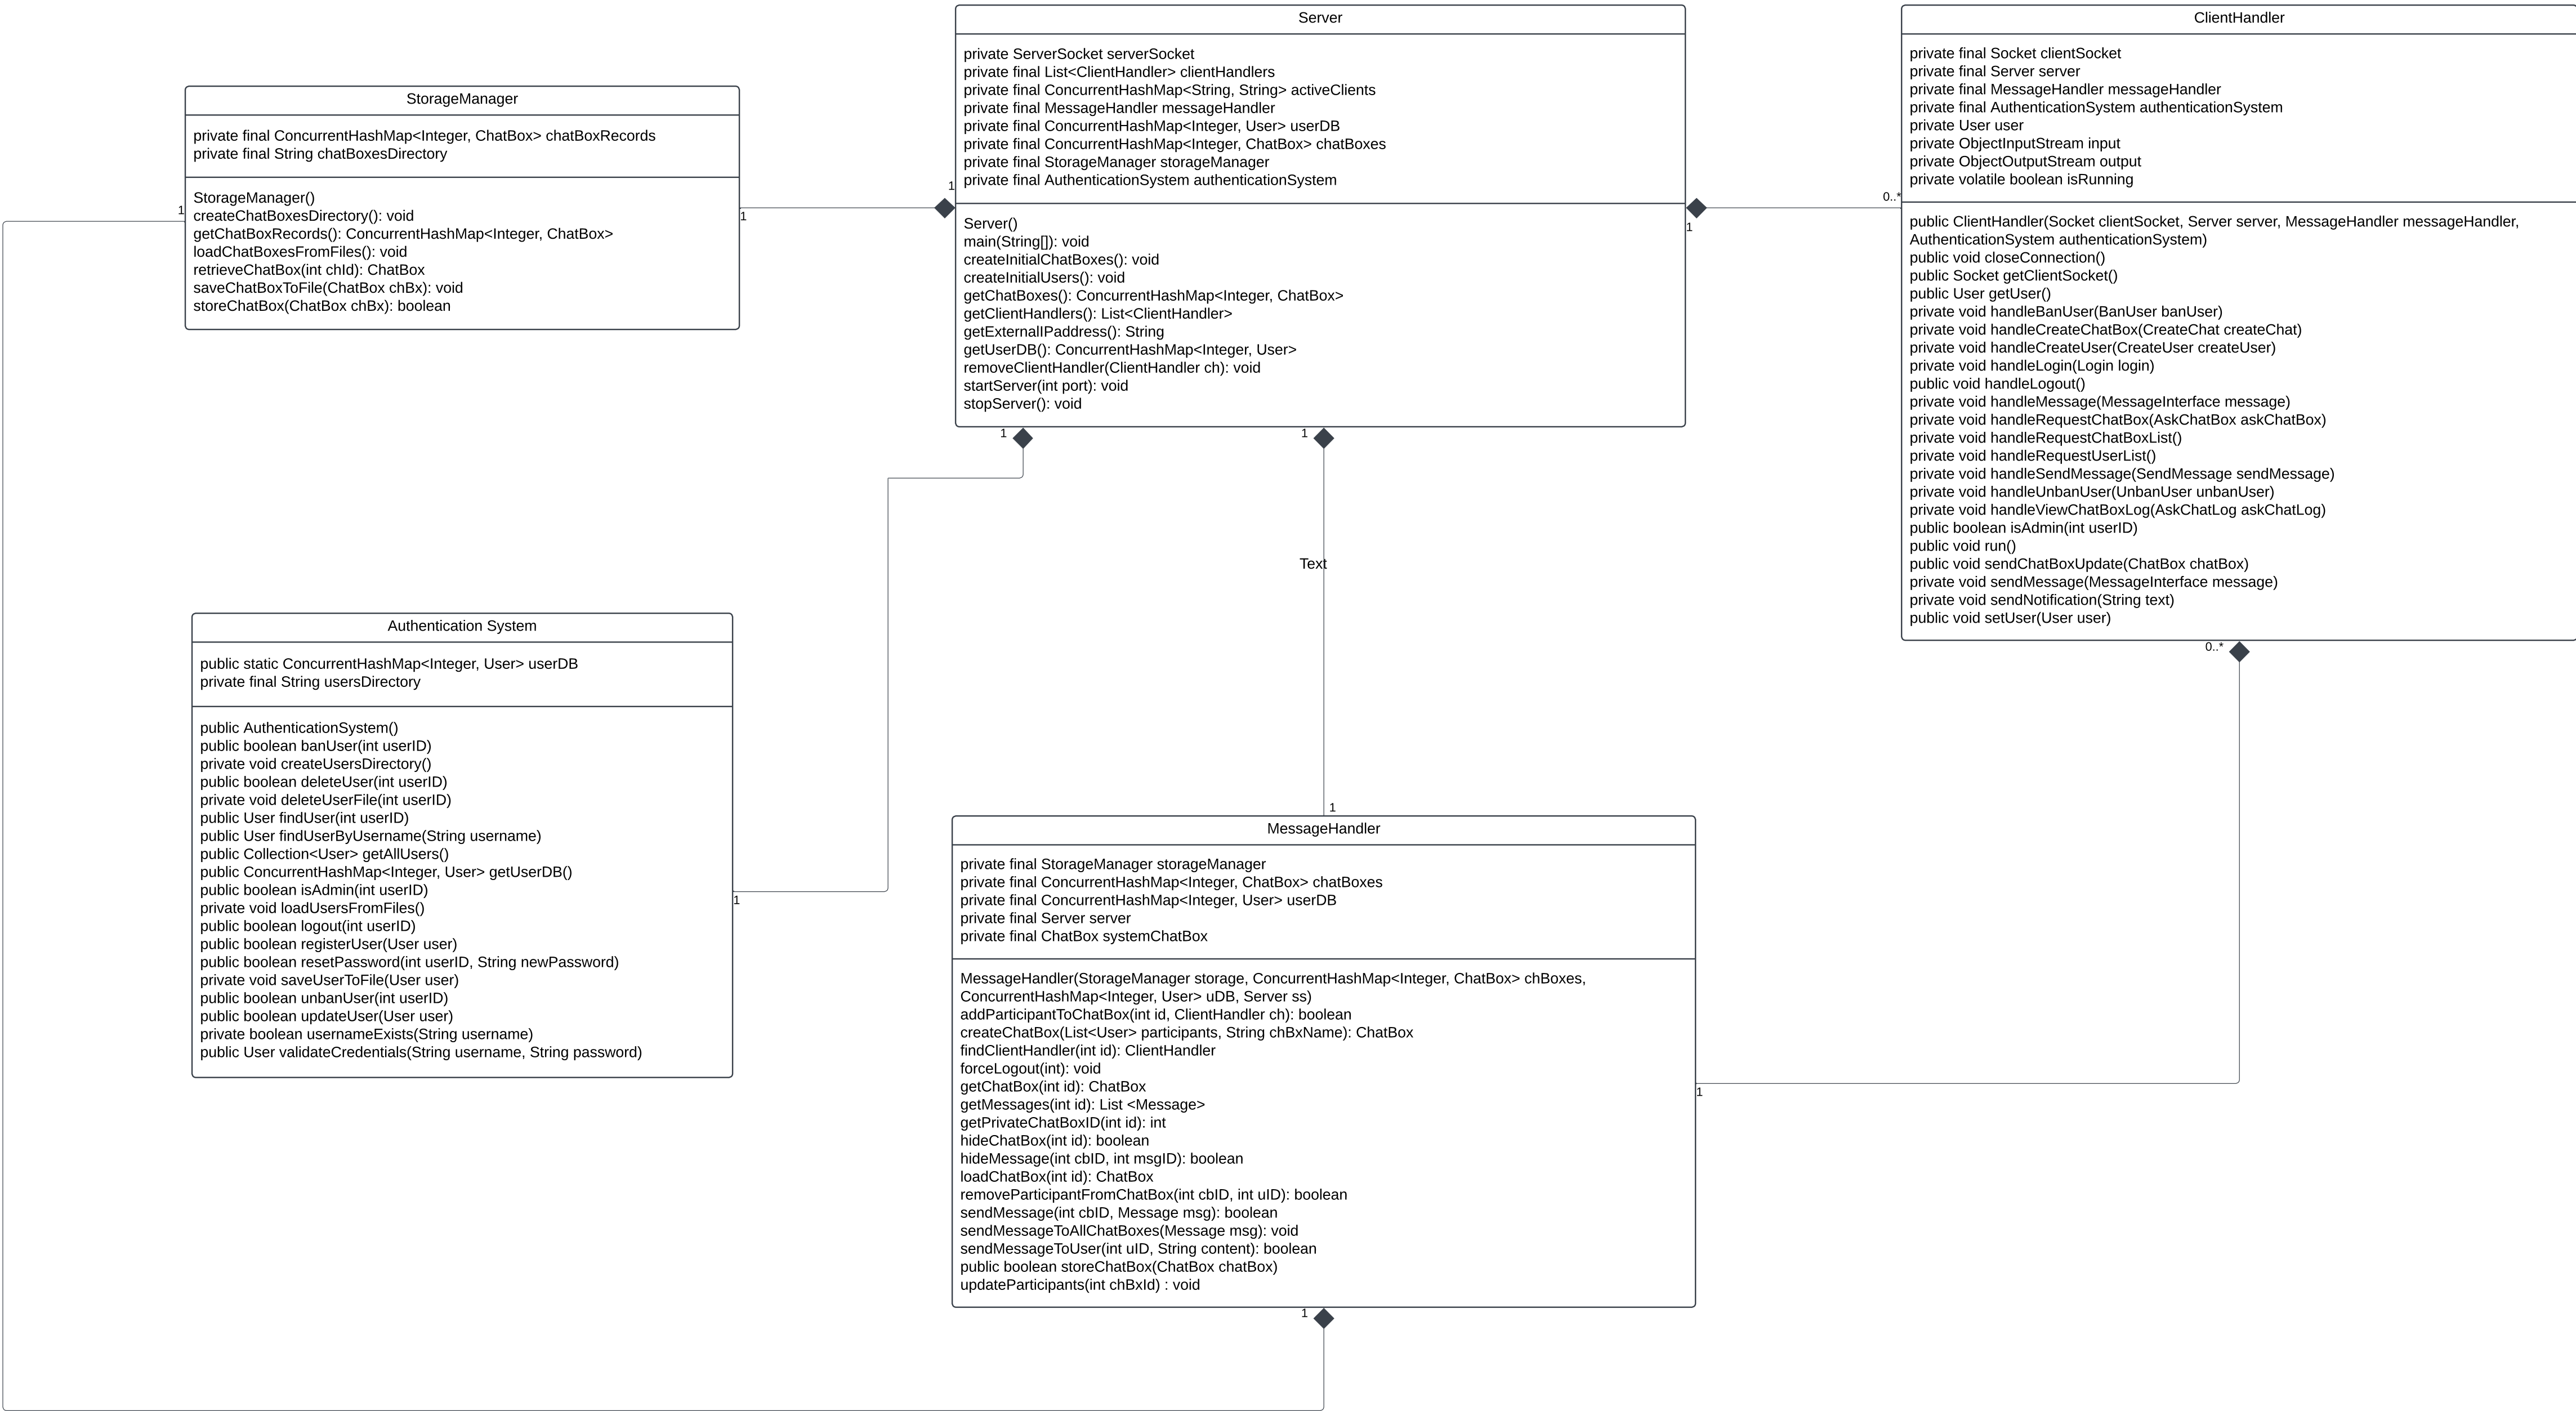 StorageManager
private final ConcurrentHashMap<Integer, ChatBox> chatBoxRecords
private final String chatBoxesDirectory
StorageManager()
createChatBoxesDirectory(): void
getChatBoxRecords(): ConcurrentHashMap<Integer, ChatBox>
loadChatBoxesFromFiles(): void
retrieveChatBox(int chId): ChatBox
saveChatBoxToFile(ChatBox chBx): void
storeChatBox(ChatBox chBx): boolean
1
1
1
Server
private ServerSocket serverSocket
private final List<ClientHandler> clientHandlers
private final ConcurrentHashMap<String, String> activeClients
private final MessageHandler messageHandler
private final ConcurrentHashMap<Integer, User> userDB
private final ConcurrentHashMap<Integer, ChatBox> chatBoxes
private final StorageManager storageManager
private final AuthenticationSystem authenticationSystem
Server()
main(String[]): void
createInitialChatBoxes(): void
createInitialUsers(): void
getChatBoxes(): ConcurrentHashMap<Integer, ChatBox>
getClientHandlers(): List<ClientHandler>
getExternalIPaddress(): String
getUserDB(): ConcurrentHashMap<Integer, User>
removeClientHandler(ClientHandler ch): void
startServer(int port): void
stopServer(): void
1
0..*
1
1
ClientHandler
private final Socket clientSocket
private final Server server
private final MessageHandler messageHandler
private final AuthenticationSystem authenticationSystem
private User user
private ObjectInputStream input
private ObjectOutputStream output
private volatile boolean isRunning
public ClientHandler(Socket clientSocket, Server server, MessageHandler messageHandler,
AuthenticationSystem authenticationSystem)
public void closeConnection()
public Socket getClientSocket()
public User getUser()
private void handleBanUser(BanUser banUser)
private void handleCreateChatBox(CreateChat createChat)
private void handleCreateUser(CreateUser createUser)
private void handleLogin(Login login)
public void handleLogout()
private void handleMessage(MessageInterface message)
private void handleRequestChatBox(AskChatBox askChatBox)
private void handleRequestChatBoxList()
private void handleRequestUserList()
private void handleSendMessage(SendMessage sendMessage)
private void handleUnbanUser(UnbanUser unbanUser)
private void handleViewChatBoxLog(AskChatLog askChatLog)
public boolean isAdmin(int userID)
public void run()
public void sendChatBoxUpdate(ChatBox chatBox)
private void sendMessage(MessageInterface message)
private void sendNotification(String text)
public void setUser(User user)
0..*
Text
Authentication System
public static ConcurrentHashMap<Integer, User> userDB
private final String usersDirectory
public AuthenticationSystem()
public boolean banUser(int userID)
private void createUsersDirectory()
public boolean deleteUser(int userID)
private void deleteUserFile(int userID)
public User findUser(int userID)
public User findUserByUsername(String username)
public Collection<User> getAllUsers()
public ConcurrentHashMap<Integer, User> getUserDB()
public boolean isAdmin(int userID)
private void loadUsersFromFiles()
public boolean logout(int userID)
public boolean registerUser(User user)
public boolean resetPassword(int userID, String newPassword)
private void saveUserToFile(User user)
public boolean unbanUser(int userID)
public boolean updateUser(User user)
private boolean usernameExists(String username)
public User validateCredentials(String username, String password)
1
1
MessageHandler
private final StorageManager storageManager
private final ConcurrentHashMap<Integer, ChatBox> chatBoxes
private final ConcurrentHashMap<Integer, User> userDB
private final Server server
private final ChatBox systemChatBox
MessageHandler(StorageManager storage, ConcurrentHashMap<Integer, ChatBox> chBoxes,
ConcurrentHashMap<Integer, User> uDB, Server ss)
addParticipantToChatBox(int id, ClientHandler ch): boolean
createChatBox(List<User> participants, String chBxName): ChatBox
findClientHandler(int id): ClientHandler
forceLogout(int): void
getChatBox(int id): ChatBox
getMessages(int id): List <Message>
getPrivateChatBoxID(int id): int
hideChatBox(int id): boolean
hideMessage(int cbID, int msgID): boolean
loadChatBox(int id): ChatBox
removeParticipantFromChatBox(int cbID, int uID): boolean
sendMessage(int cbID, Message msg): boolean
sendMessageToAllChatBoxes(Message msg): void
sendMessageToUser(int uID, String content): boolean
public boolean storeChatBox(ChatBox chatBox)
updateParticipants(int chBxId) : void
1
1